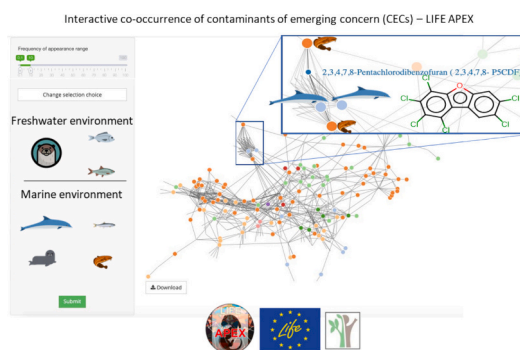 Interactive co-occurrence of contaminants of emerging concern (CECs) – LIFE APEX
Frequency of appearance range
Change selection choice
Freshwater environment
Marine environment
Submit
2,3,4,7,8-Pentachlorodibenzofuran ( 2,3,4,7,8- P5CDF)
Cl
O
Cl
Cl
Cl
Cl
Download
APEX
Life